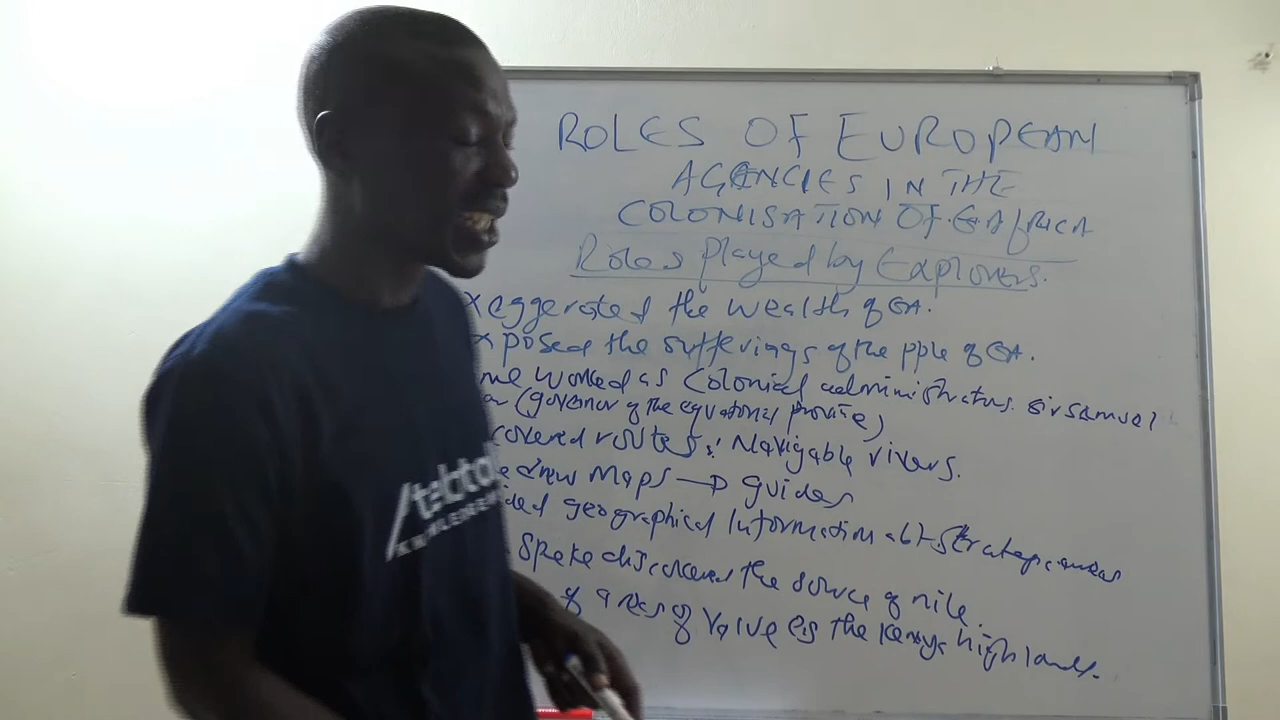 ROLES OF EUROPEAN
AGENCIES IN THE
COLONISATION OF E.AfRICA
Roles played by Explorers.
xeggerated the wealth of EA.
xposed the sufferings of the pple of EA.
me worked as colonial administrators. Sir Samuel
(governor of the equatorial province)
covered routes: Navigable rivers.
drew maps → guides
ided geographical information abt strategic areas
Speke discovered the source of nile.
of areas of value eg the Kenya highlands.